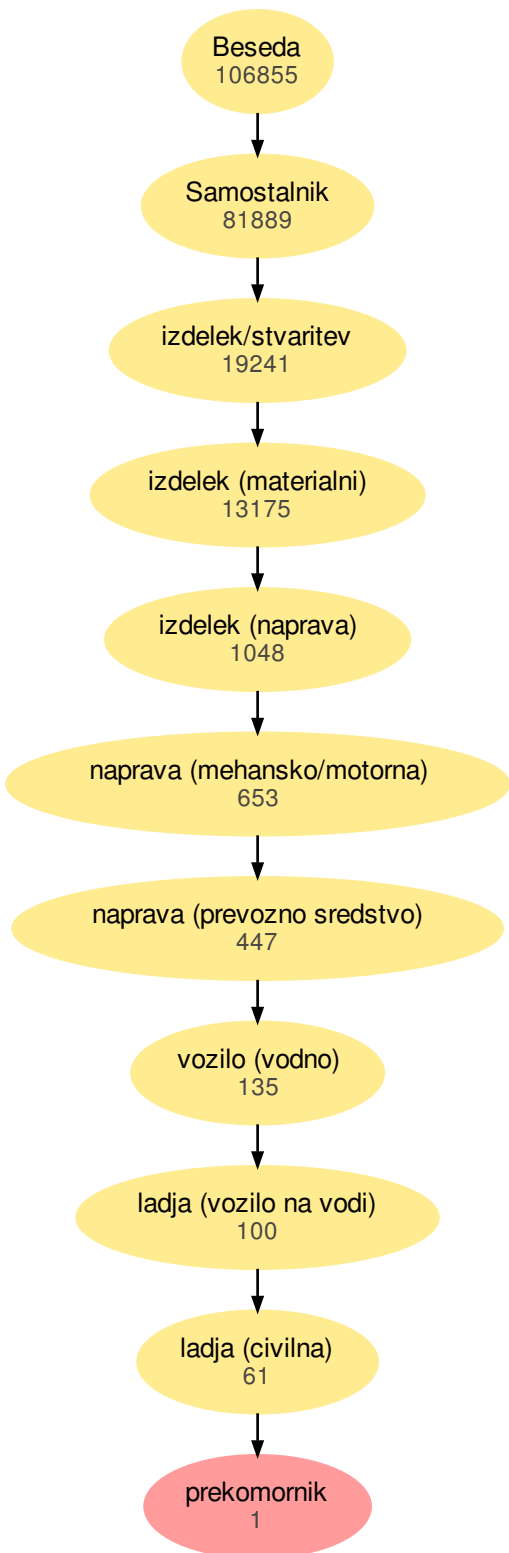 Beseda
106855
Samostalnik
81889
izdelek/stvaritev
19241
izdelek (materialni)
13175
izdelek (naprava)
1048
naprava (mehansko/motorna)
653
naprava (prevozno sredstvo)
447
vozilo (vodno)
135
ladja (vozilo na vodi)
100
ladja (civilna)
61
prekomornik
1